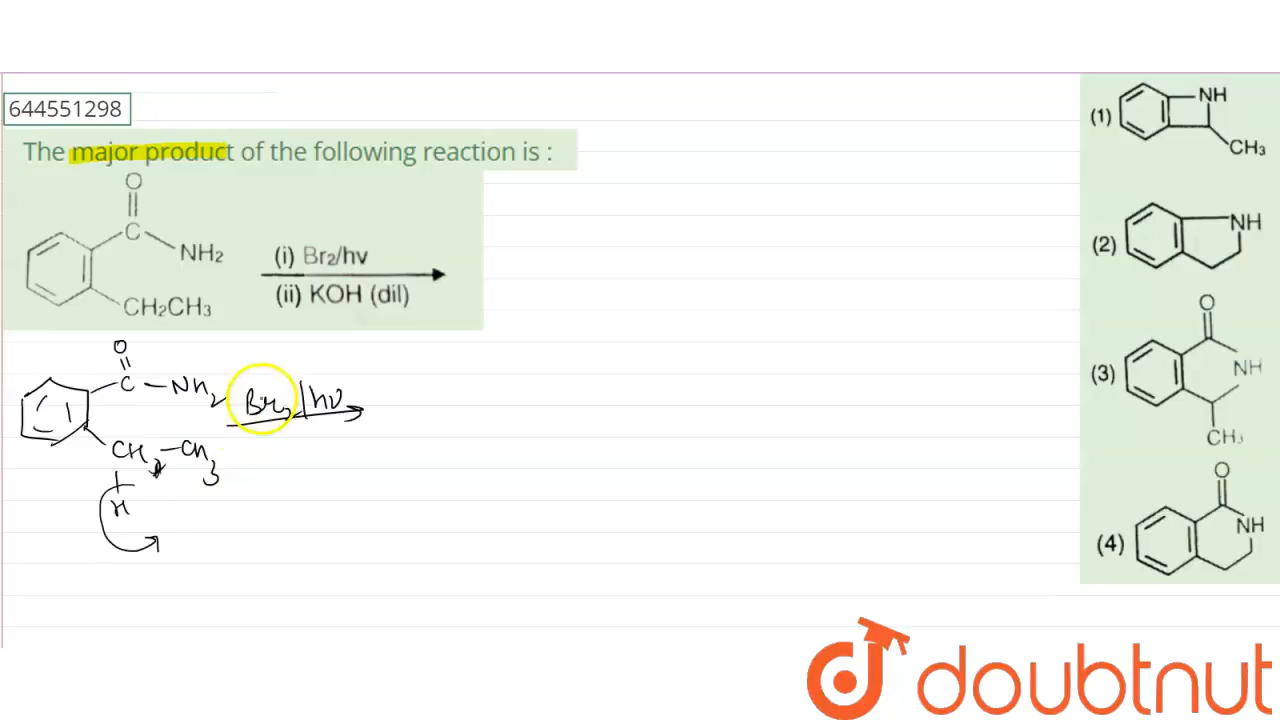 644551298
The major product of the following reaction is :
O
C
NH2
CH2CH3
(i) Br2/hv
(ii) KOH (dil)
O
C - NH2
CH2 - CH3
H
Br2 / hν
(1)
NH
CH3
(2)
NH
(3)
O
NH
CH3
(4)
O
NH
doubtnut